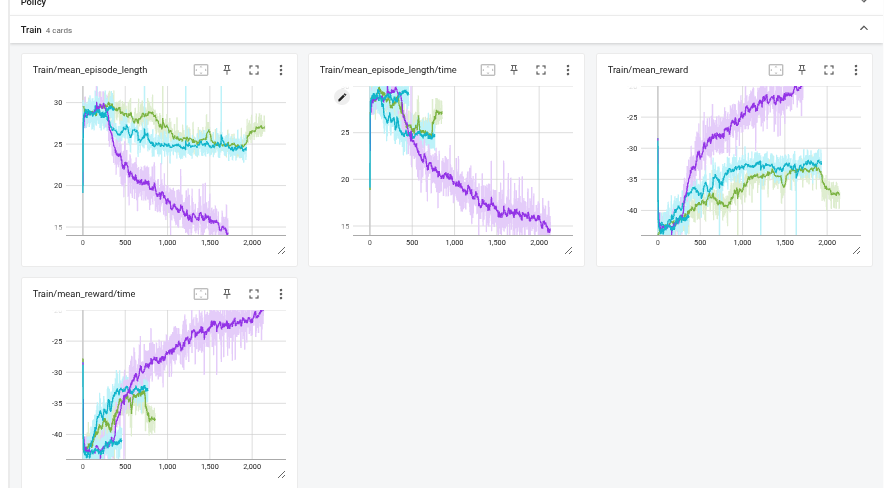 Policy
Train 4 cards
Train/mean_episode_length
30
25
20
15
0 500 1,000 1,500 2,000
Train/mean_episode_length/time
25
20
15
0 500 1,000 1,500 2,000
Train/mean_reward
-25
-30
-35
-40
0 500 1,000 1,500 2,000
Train/mean_reward/time
-25
-30
-35
-40
0 500 1,000 1,500 2,000